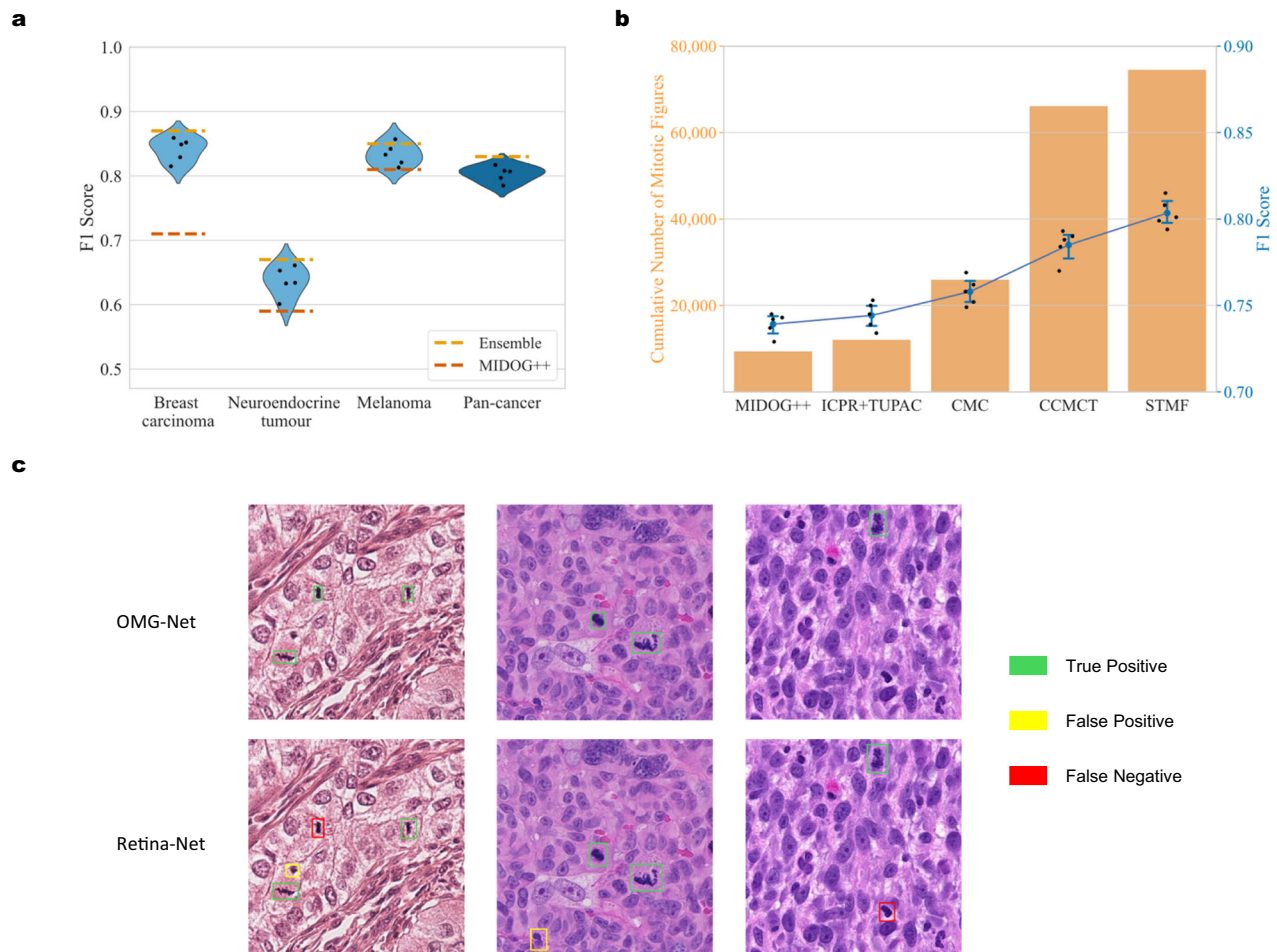 a
1.0
0.9
0.8
0.7
0.6
0.5
F1 Score
Breast
carcinoma
Neuroendocrine
tumour
Melanoma
Pan-cancer
Ensemble
MIDOG++
b
80,000
60,000
40,000
20,000
Cumulative Number of Mitotic Figures
0.90
0.85
0.80
0.75
0.70
F1 Score
MIDOG++
ICPR+TUPAC
CMC
CCMCT
STMF
c
OMG-Net
Retina-Net
True Positive
False Positive
False Negative